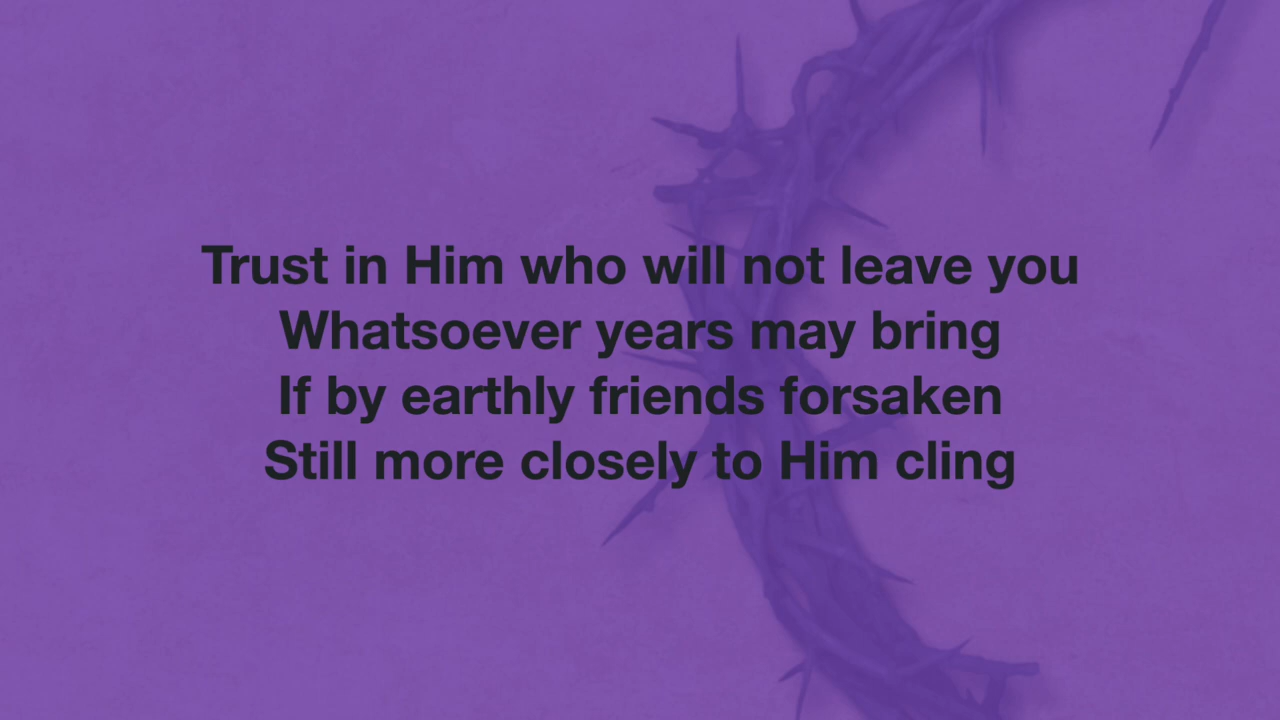 Trust in Him who will not leave you
Whatsoever years may bring
If by earthly friends forsaken
Still more closely to Him cling